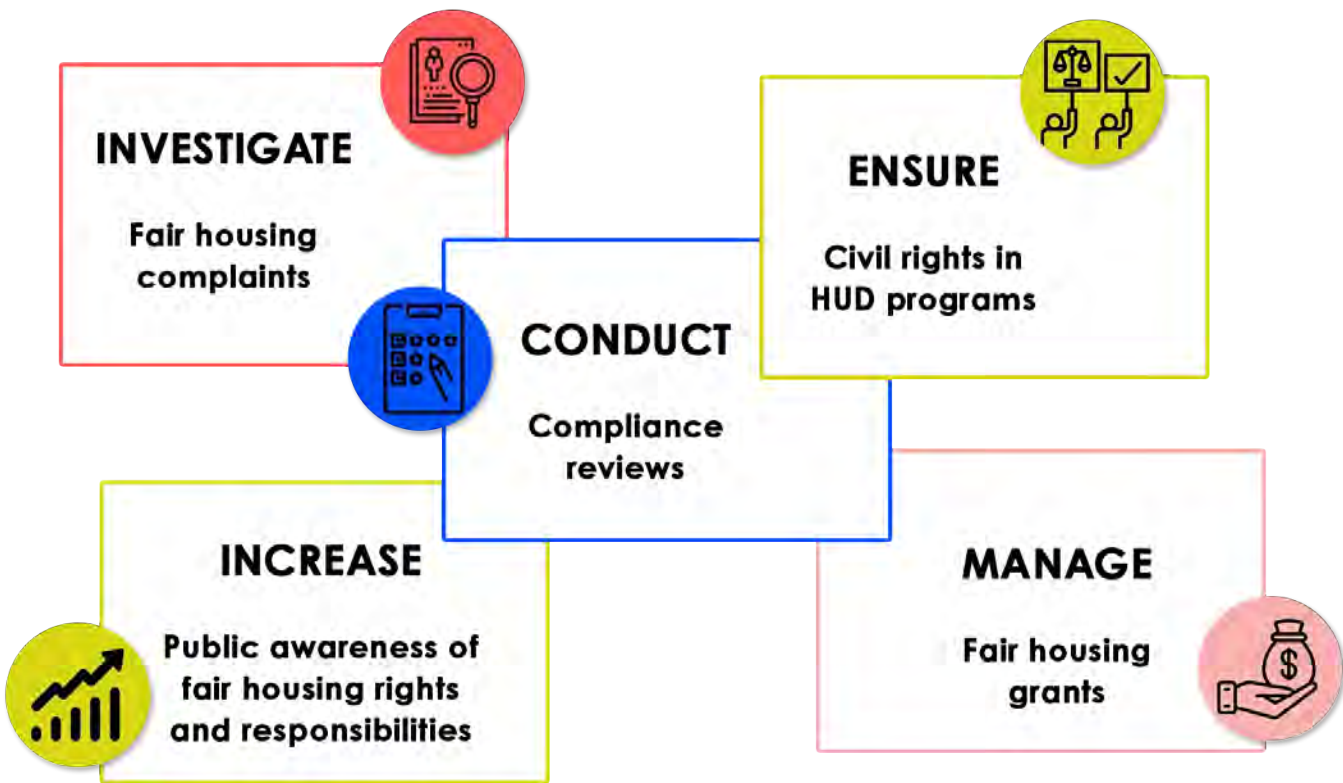 INVESTIGATE
Fair housing
complaints
ENSURE
Civil rights in
HUD programs
CONDUCT
Compliance
reviews
INCREASE
Public awareness of
fair housing rights
and responsibilities
MANAGE
Fair housing
grants
$